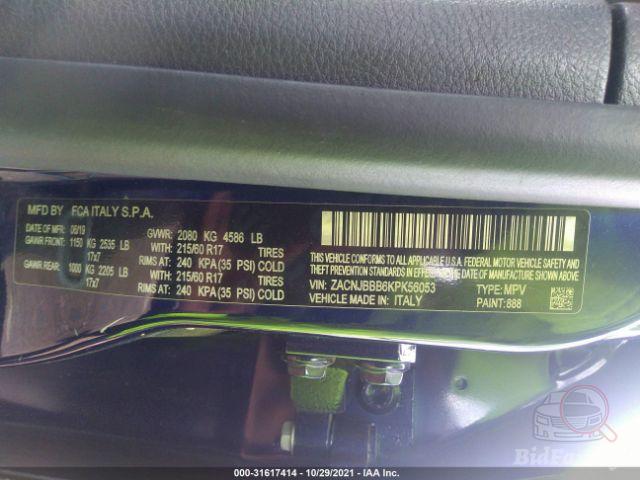 MFD BY FCA ITALY S.P.A.
DATE OF MFR: 06/19 GVWR: 2080 KG 4586 LB
GAWR FRONT: 1150 KG 2535 LB WITH: 215/60 R17 TIRES
17x7 RIMS AT: 240 KPA (35 PSI) COLD
GAWR REAR: 1000 KG 2205 LB WITH: 215/60 R17 TIRES
17x7 RIMS AT: 240 KPA (35 PSI) COLD
THIS VEHICLE CONFORMS TO ALL APPLICABLE U.S.A.
FEDERAL MOTOR VEHICLE SAFETY, BUMPER, AND
THEFT PREVENTION STANDARDS IN EFFECT ON THE
DATE OF MANUFACTURE SHOWN ABOVE.
VIN: ZACNJBBB6KPK56053 TYPE: MPV
VEHICLE MADE IN: ITALY PAINT: 888
000-31617414 - 10/29/2021 - IAA Inc.